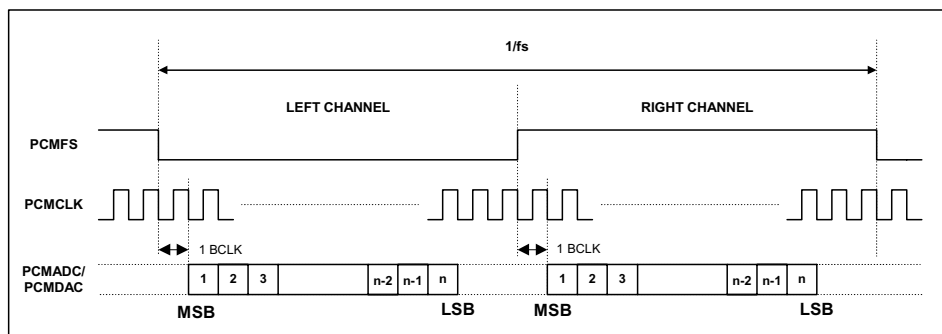 1/fs
LEFT CHANNEL RIGHT CHANNEL
PCMFS
PCMCLK
1 BCLK 1 BCLK
PCMADC/
PCMDAC
1 2 3 n-2 n-1 n 1 2 3 n-2 n-1 n
MSB LSB MSB LSB